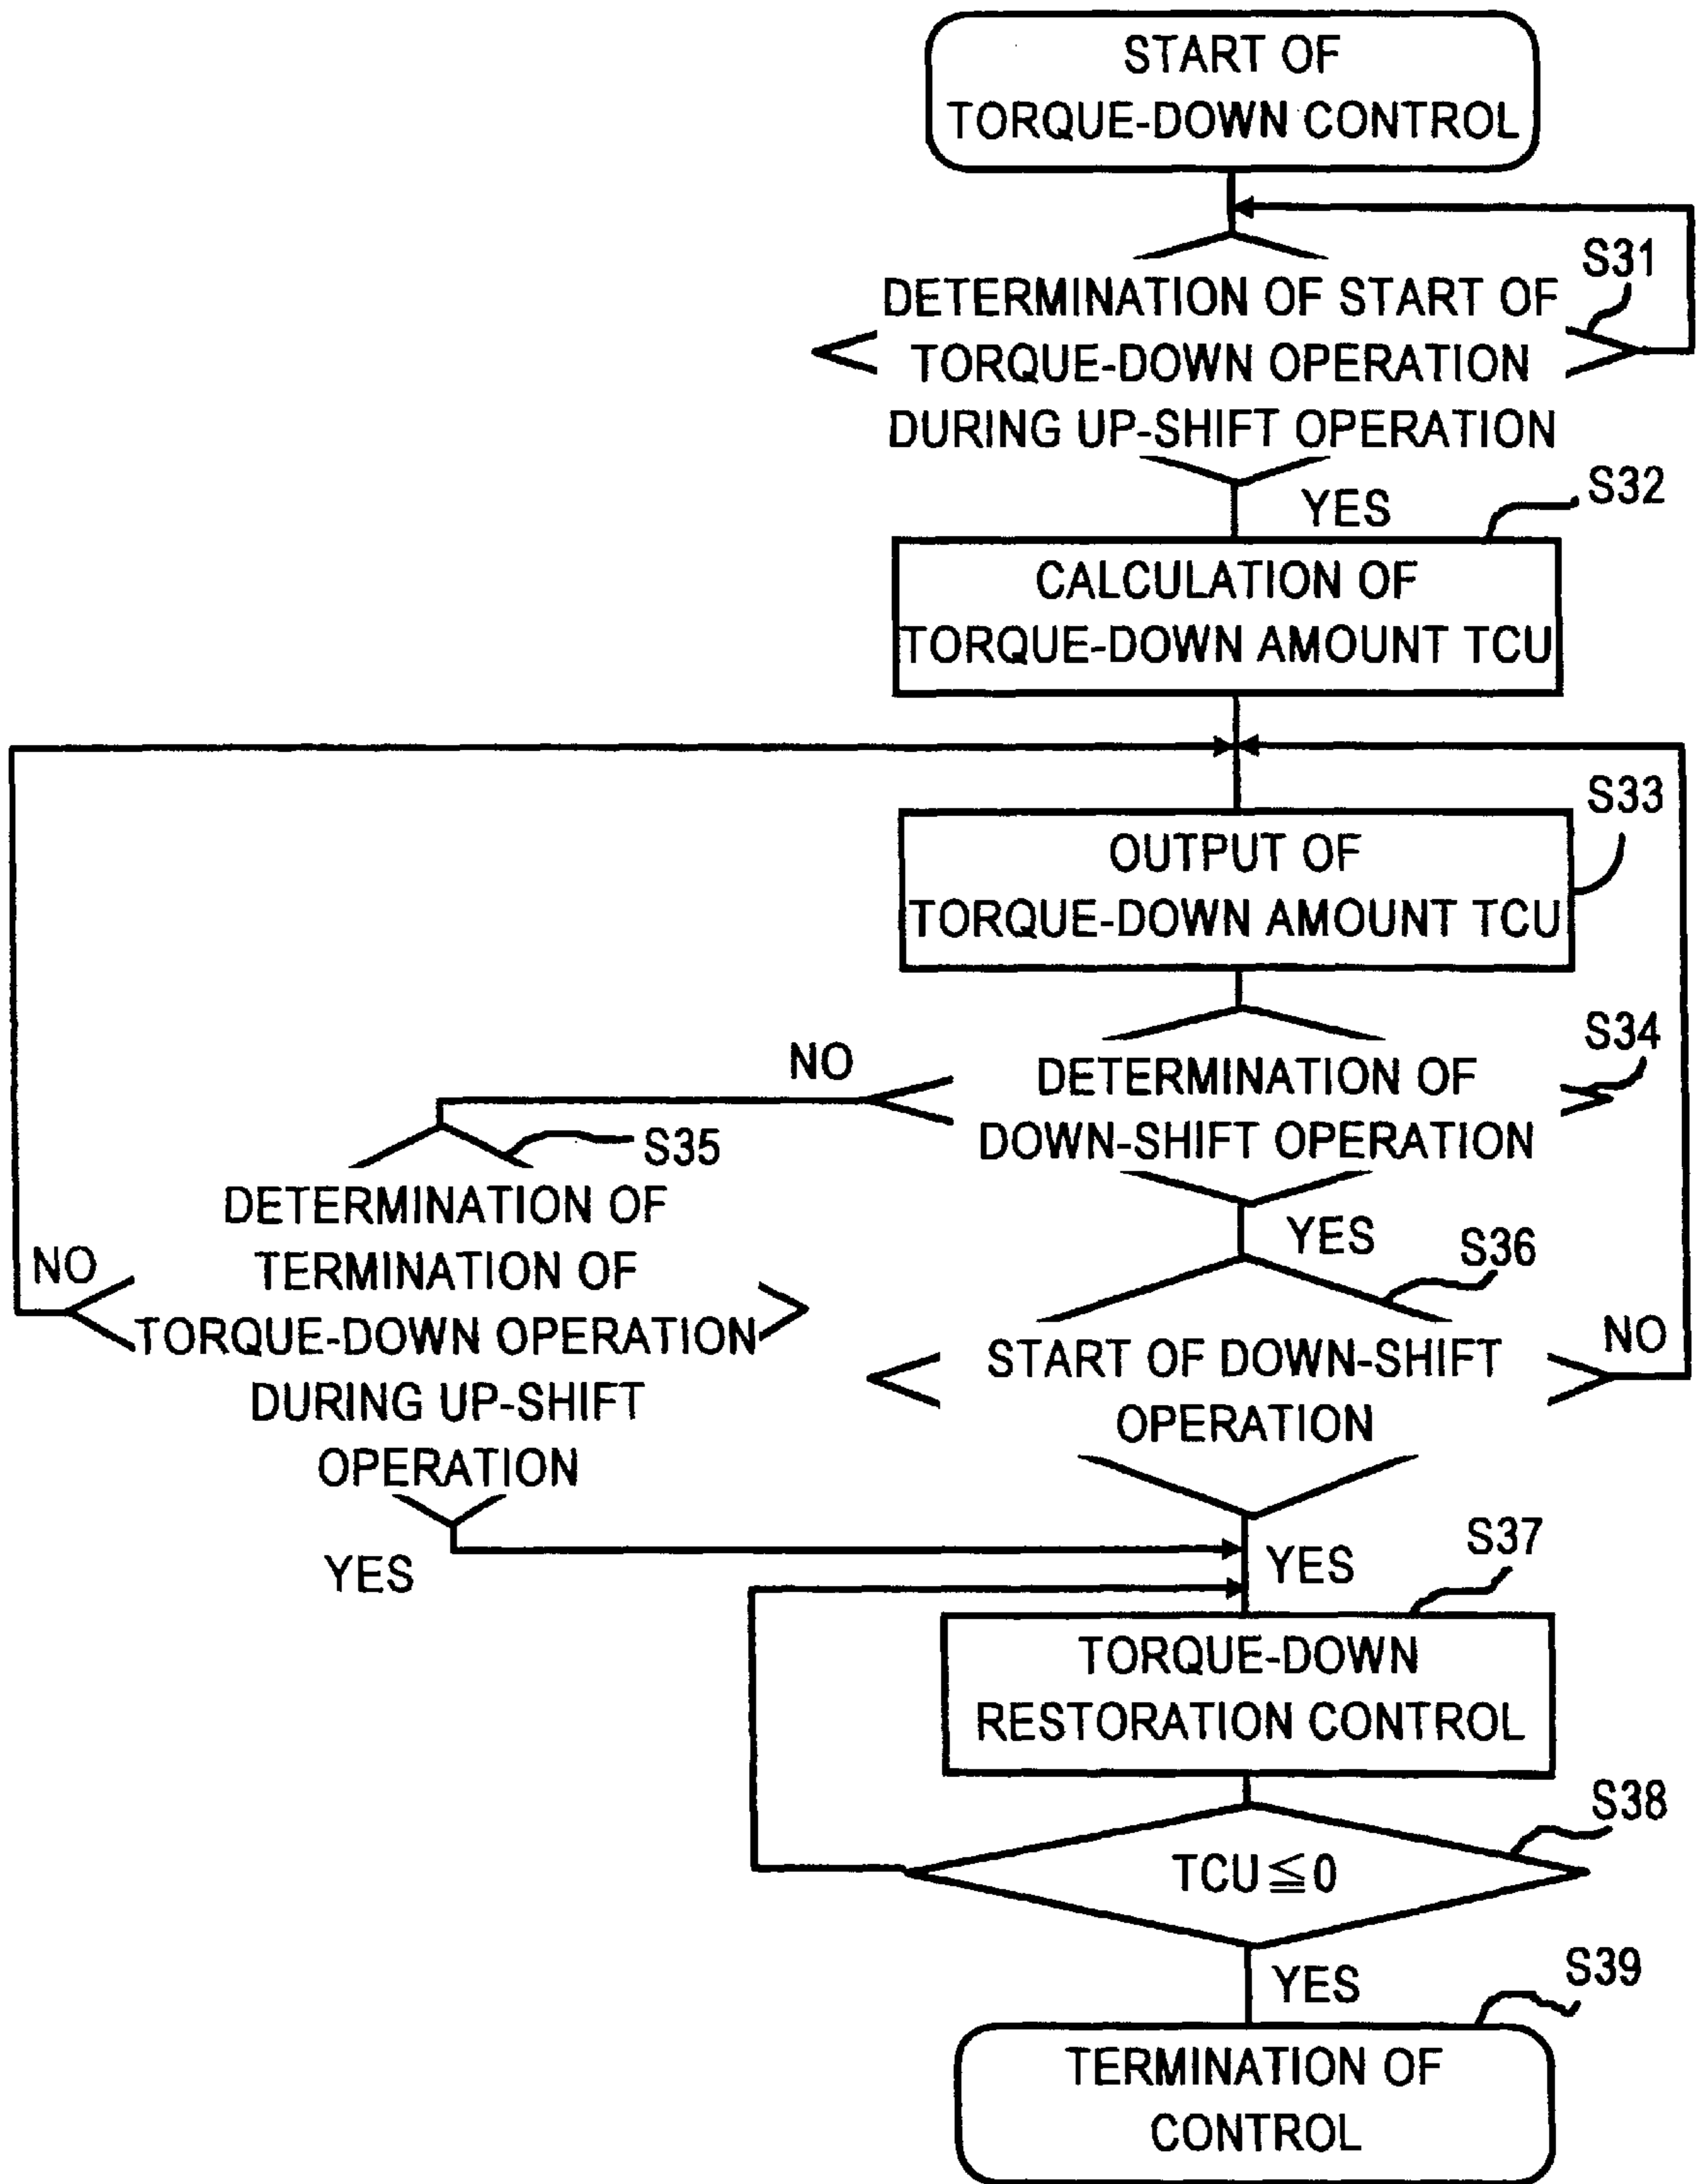 START OF
TORQUE-DOWN CONTROL
S31
DETERMINATION OF START OF
TORQUE-DOWN OPERATION
DURING UP-SHIFT OPERATION
YES
S32
CALCULATION OF
TORQUE-DOWN AMOUNT TCU
S33
OUTPUT OF
TORQUE-DOWN AMOUNT TCU
S34
NO
DETERMINATION OF
DOWN-SHIFT OPERATION
S35
DETERMINATION OF
TERMINATION OF
TORQUE-DOWN OPERATION
DURING UP-SHIFT
OPERATION
NO
YES
YES
S36
START OF DOWN-SHIFT
OPERATION
NO
YES
S37
TORQUE-DOWN
RESTORATION CONTROL
S38
TCU≦0
YES
S39
TERMINATION OF
CONTROL